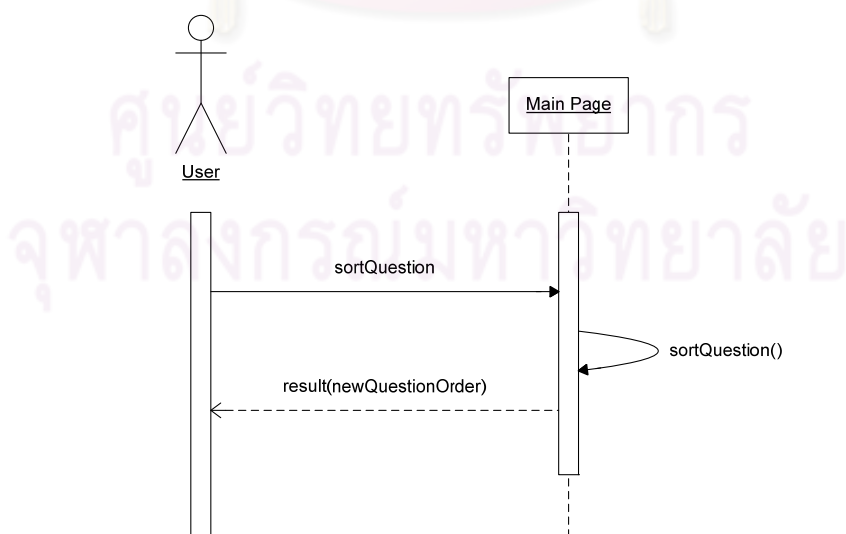 ศูนย์วิทยทรัพยากร
Main Page
User
จุฬาลงกรณ์มหาวิทยาลัย
sortQuestion
sortQuestion()
result(newQuestionOrder)